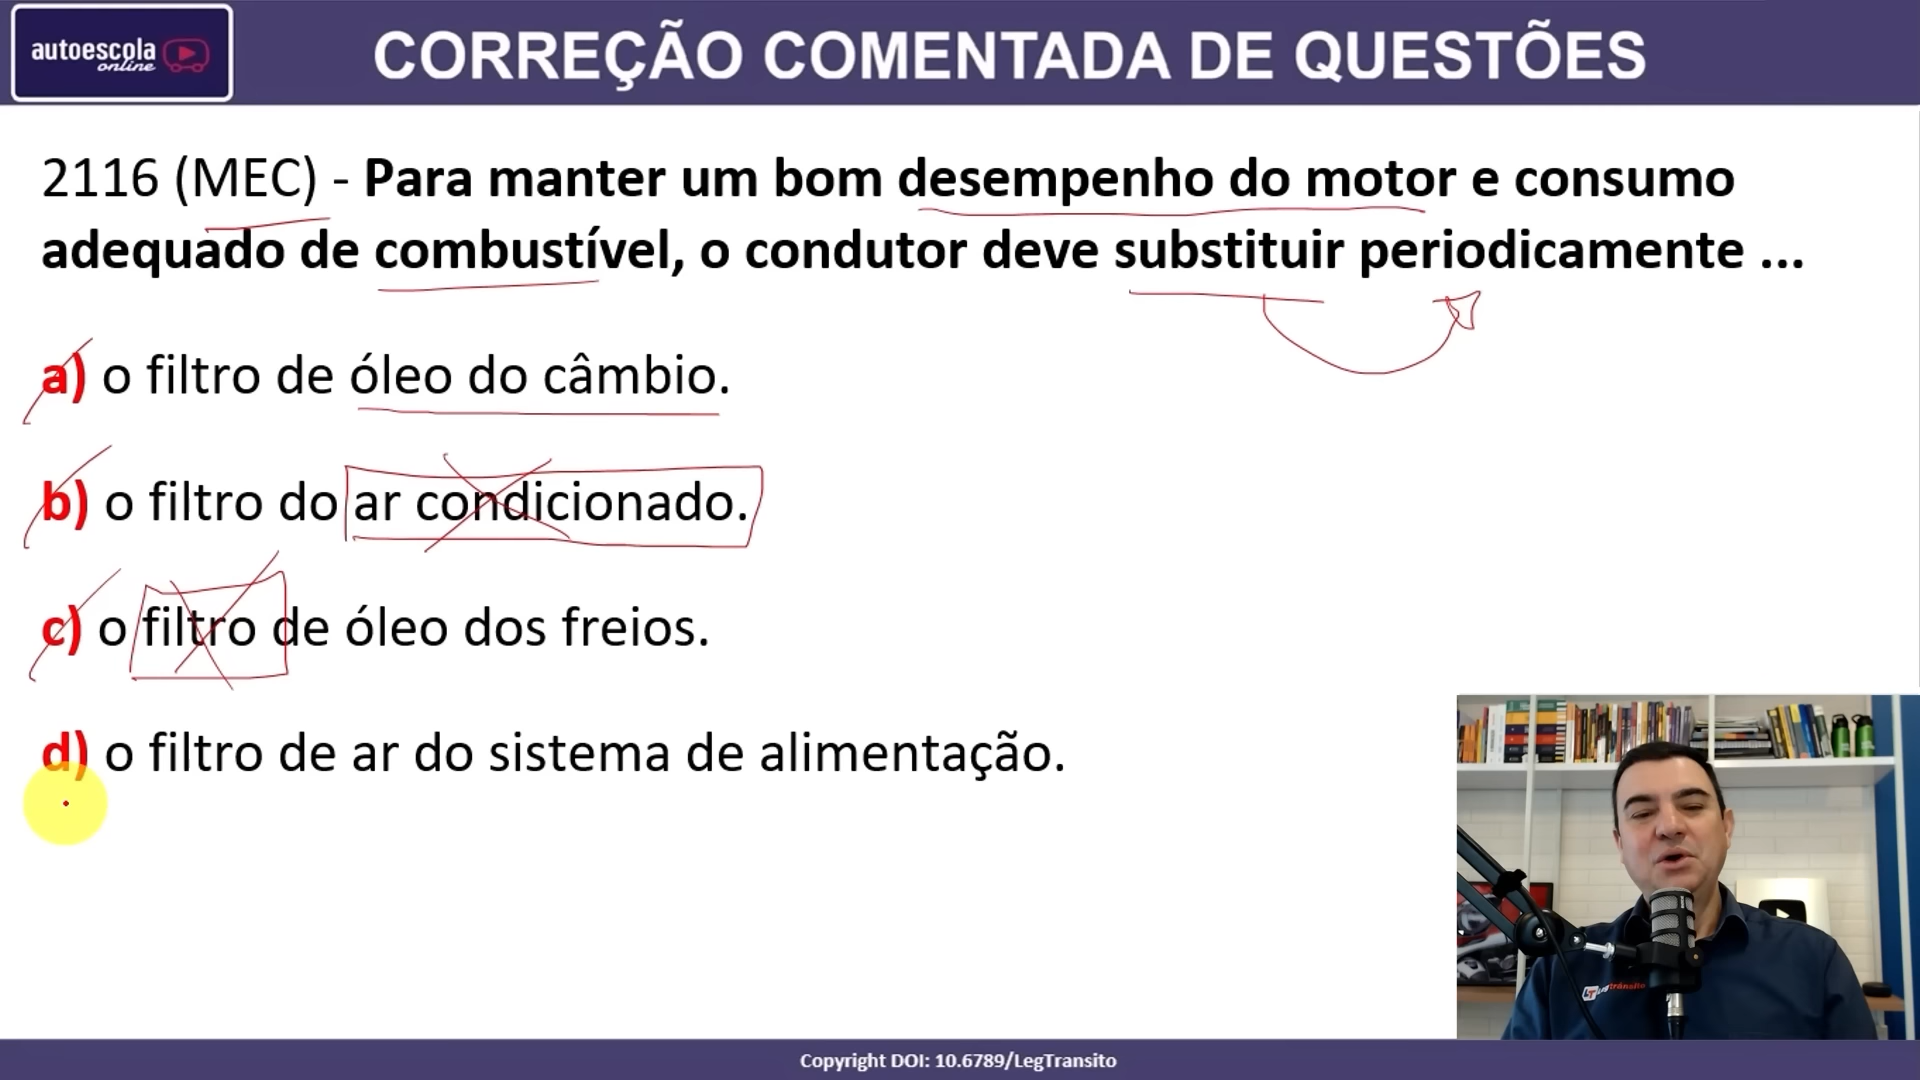 autoescola
online
CORREÇÃO COMENTADA DE QUESTÕES
2116 (MEC) - Para manter um bom desempenho do motor e consumo
adequado de combustível, o condutor deve substituir periodicamente ...
a) o filtro de óleo do câmbio.
b) o filtro do ar condicionado.
c) o filtro de óleo dos freios.
d) o filtro de ar do sistema de alimentação.
LT Legtrânsito
Copyright DOI: 10.6789/LegTransito